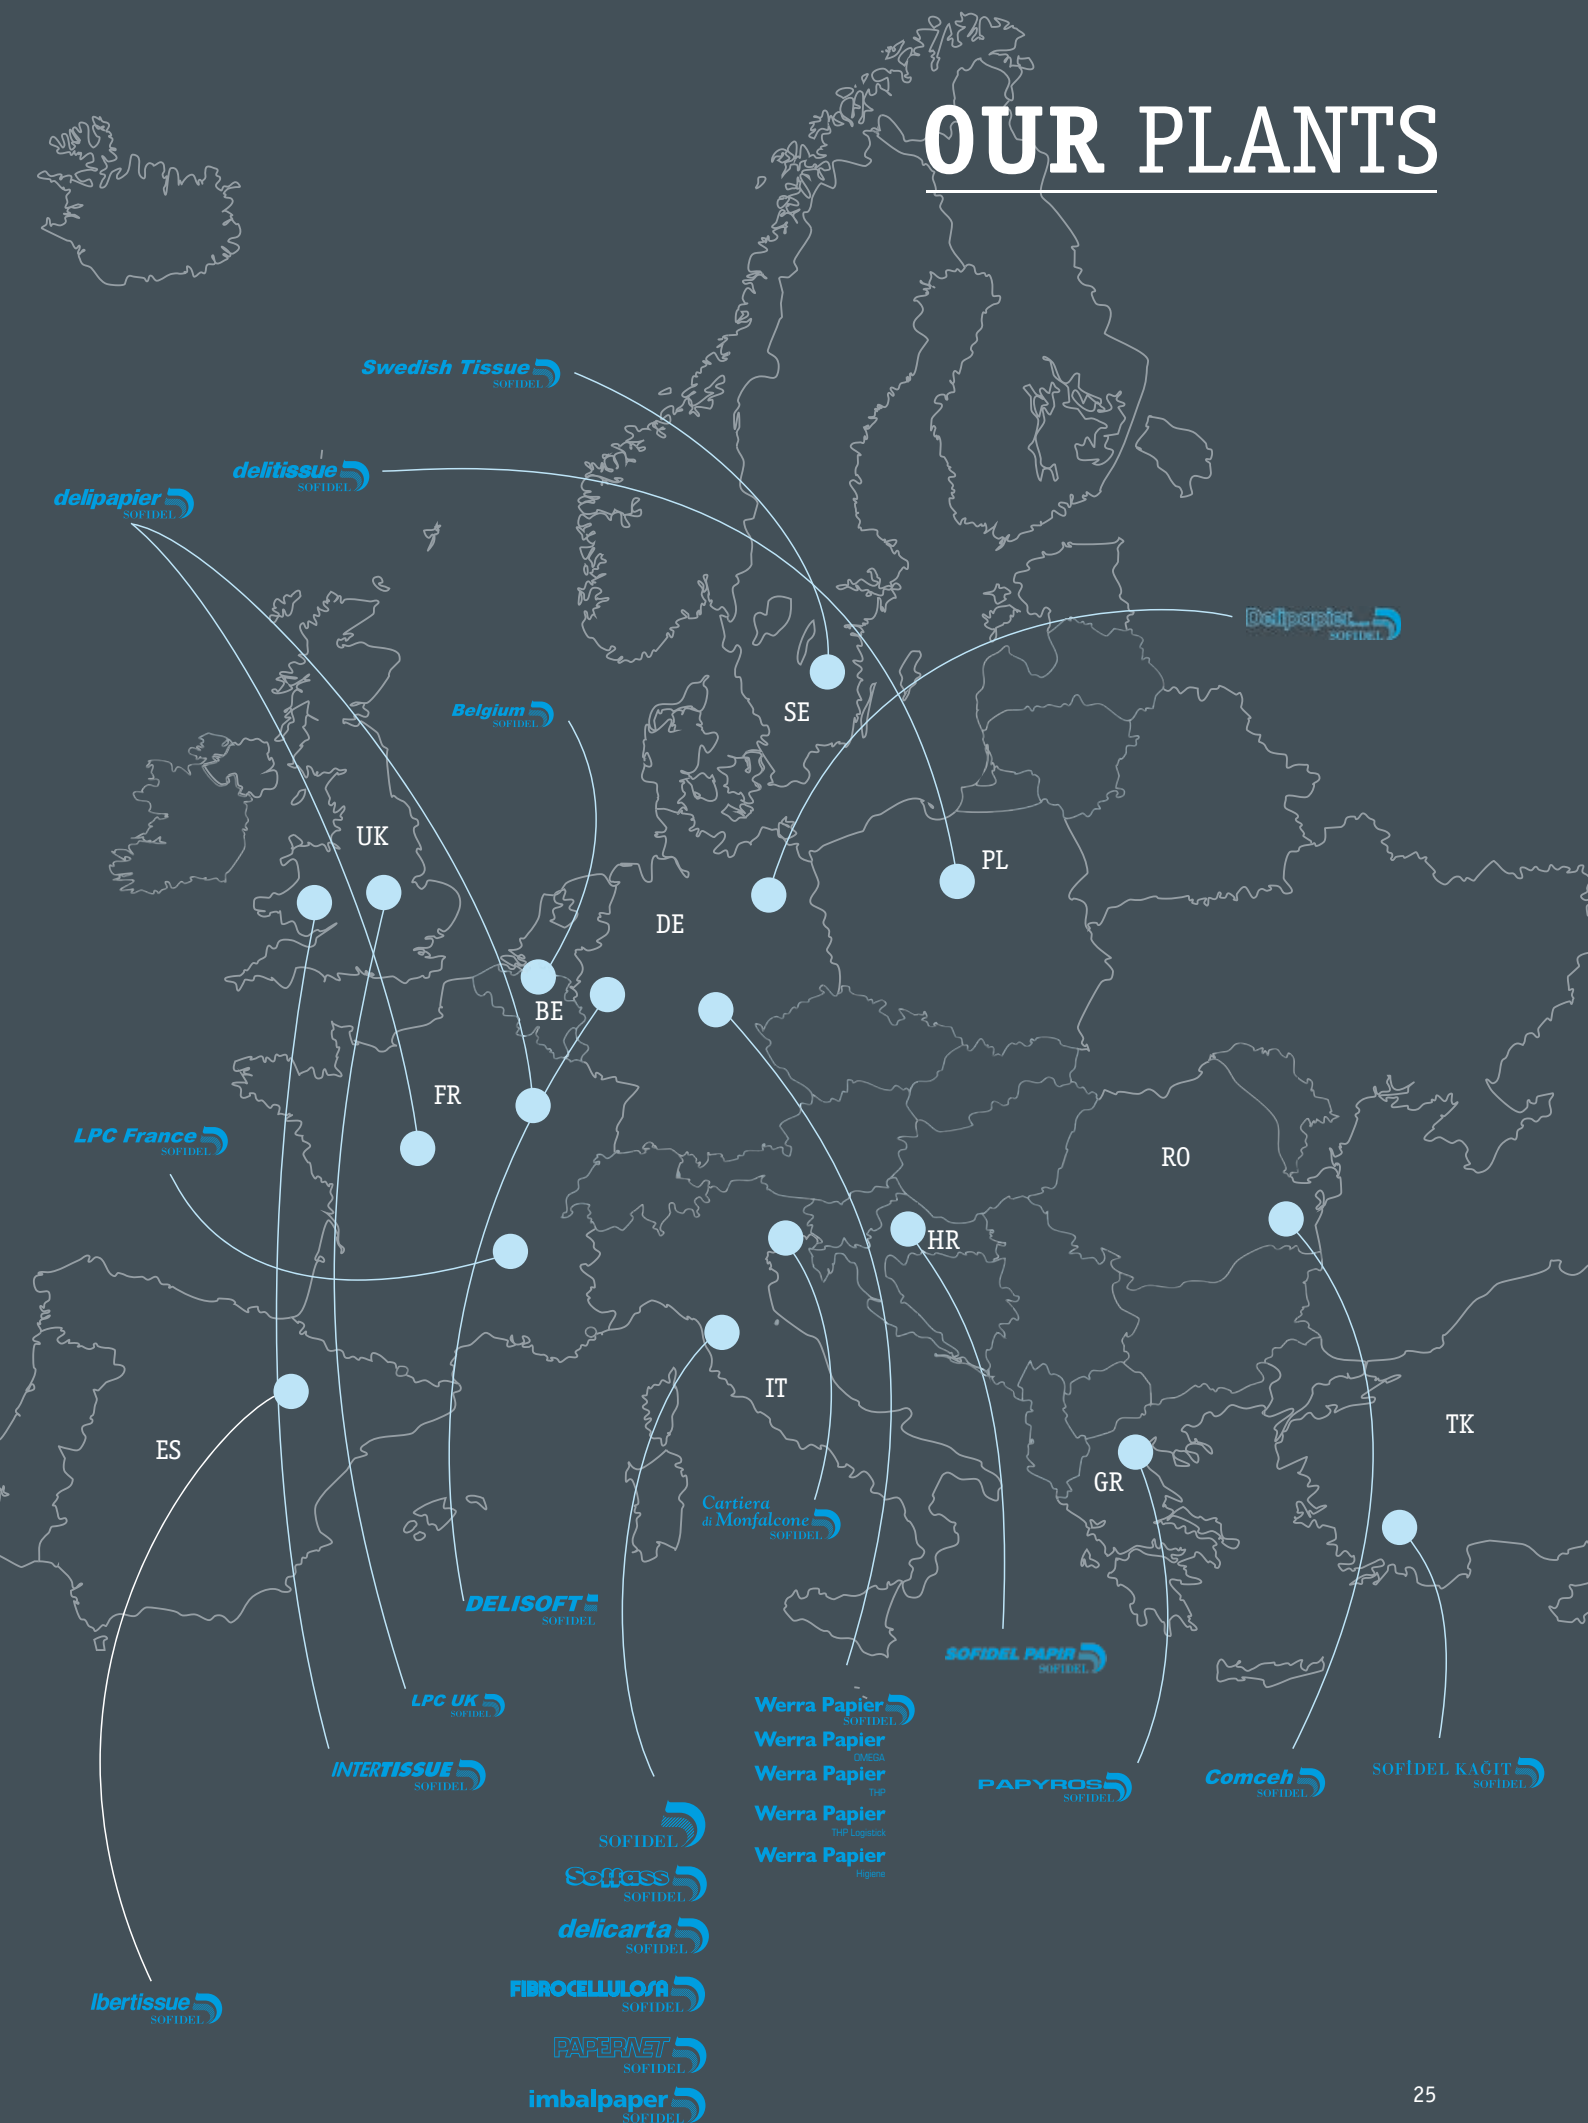 OUR PLANTS
Swedish Tissue
SOFIDEL
delitissue
SOFIDEL
delipapier
SOFIDEL
Delipapier
SOFIDEL
Belgium
SOFIDEL
SE
UK
PL
DE
BE
FR
LPC France
SOFIDEL
RO
HR
IT
ES
TK
GR
Cartiera
di Monfalcone
SOFIDEL
DELISOFT
SOFIDEL
SOFIDEL PAPIR
SOFIDEL
LPC UK
SOFIDEL
INTERTISSUE
SOFIDEL
Werra Papier
SOFIDEL
Werra Papier
OMEGA
Werra Papier
THP
Werra Papier
THP Logistick
Werra Papier
Higiene
PAPYROS
SOFIDEL
Comceh
SOFIDEL
SOFİDEL KAĞIT
SOFIDEL
SOFIDEL
Soffass
SOFIDEL
delicarta
SOFIDEL
FIBROCELLULOSA
SOFIDEL
Ibertissue
SOFIDEL
PAPERNET
SOFIDEL
imbalpaper
SOFIDEL
25